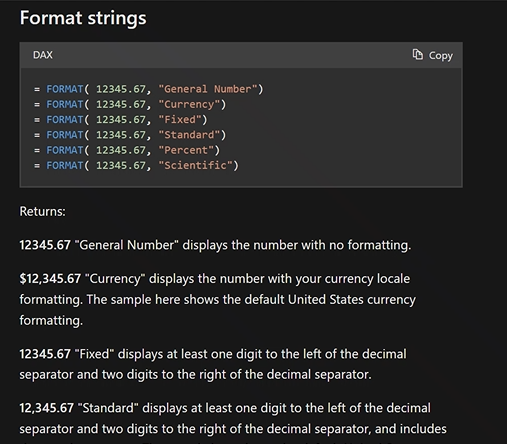 Format strings
DAX
Copy
= FORMAT( 12345.67, "General Number")
= FORMAT( 12345.67, "Currency")
= FORMAT( 12345.67, "Fixed")
= FORMAT( 12345.67, "Standard")
= FORMAT( 12345.67, "Percent")
= FORMAT( 12345.67, "Scientific")
Returns:
12345.67 "General Number" displays the number with no formatting.
$12,345.67 "Currency" displays the number with your currency locale
formatting. The sample here shows the default United States currency
formatting.
12345.67 "Fixed" displays at least one digit to the left of the decimal
separator and two digits to the right of the decimal separator.
12,345.67 "Standard" displays at least one digit to the left of the decimal
separator and two digits to the right of the decimal separator, and includes